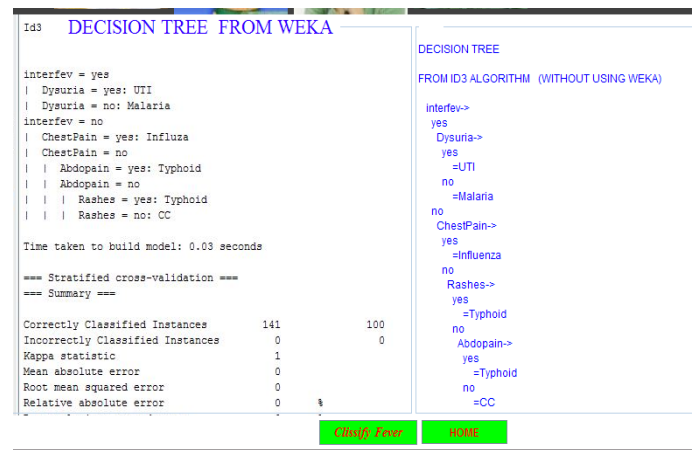 Id3 DECISION TREE FROM WEKA
interfev = yes
| Dysuria = yes: UTI
| Dysuria = no: Malaria
interfev = no
| ChestPain = yes: Influza
| ChestPain = no
| | Abdopain = yes: Typhoid
| | Abdopain = no
| | | Rashes = yes: Typhoid
| | | Rashes = no: CC
Time taken to build model: 0.03 seconds
=== Stratified cross-validation ===
=== Summary ===
Correctly Classified Instances 141 100
Incorrectly Classified Instances 0 0
Kappa statistic 1
Mean absolute error 0
Root mean squared error 0
Relative absolute error 0 %
DECISION TREE
FROM ID3 ALGORITHM (WITHOUT USING WEKA)
interfev->
yes
Dysuria->
yes
=UTI
no
=Malaria
no
ChestPain->
yes
=Influenza
no
Rashes->
yes
=Typhoid
no
Abdopain->
yes
=Typhoid
no
=CC
Clissify Fever
HOME